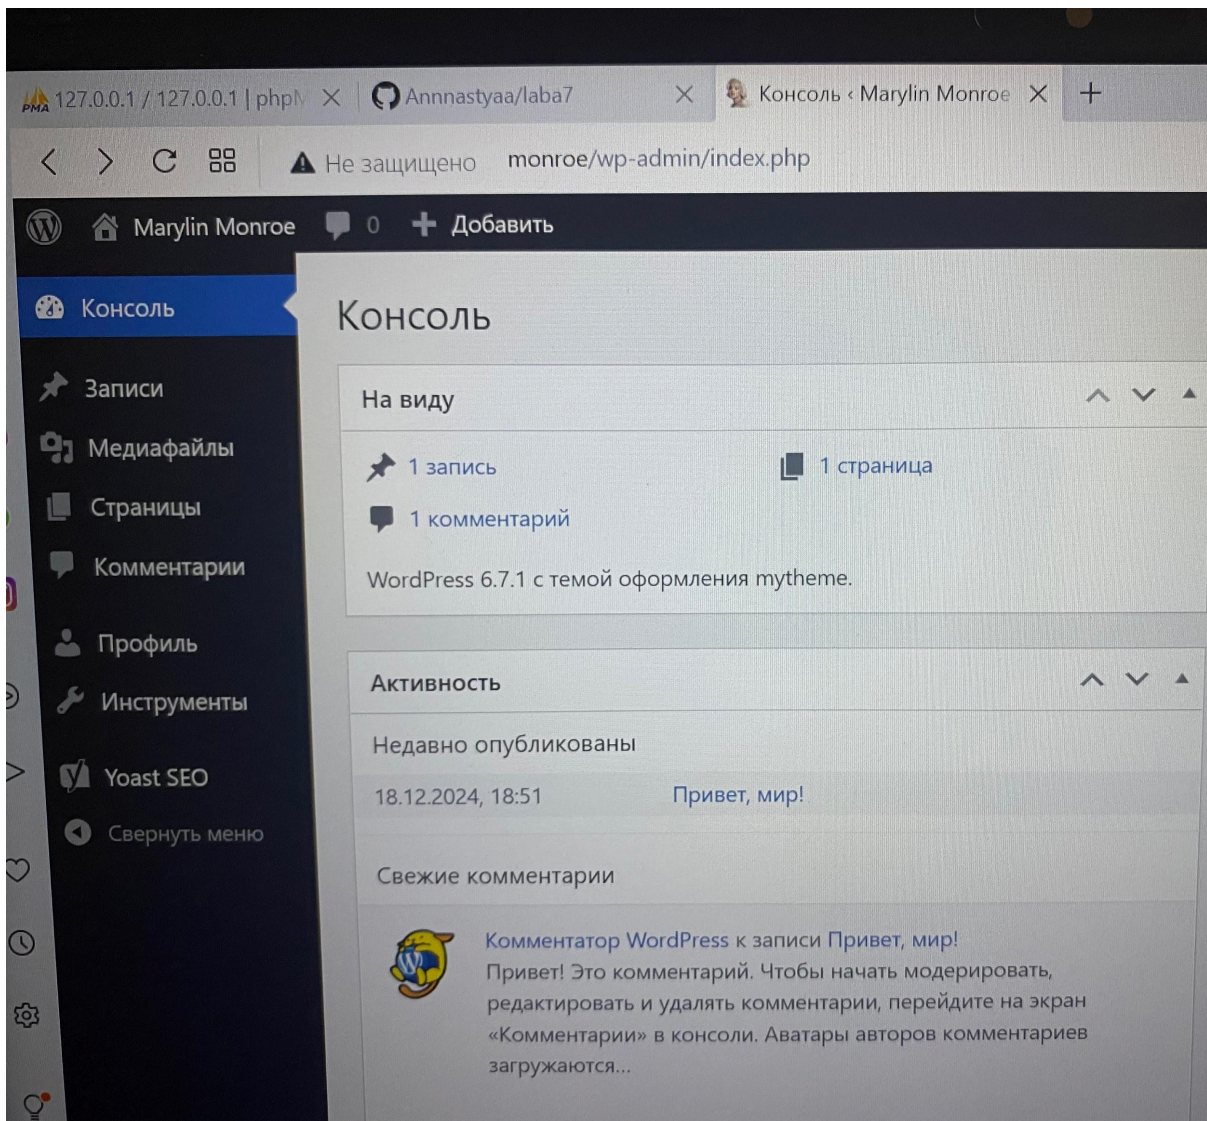 PMA 127.0.0.1 / 127.0.0.1 | phpM
Annnastyaa/laba7
Консоль ‹ Marylin Monroe
Не защищено monroe/wp-admin/index.php
Marylin Monroe 0 Добавить
Консоль
Записи
Медиафайлы
Страницы
Комментарии
Профиль
Инструменты
Yoast SEO
Свернуть меню
Консоль
На виду
1 запись
1 страница
1 комментарий
WordPress 6.7.1 с темой оформления mytheme.
Активность
Недавно опубликованы
18.12.2024, 18:51 Привет, мир!
Свежие комментарии
Комментатор WordPress к записи Привет, мир!
Привет! Это комментарий. Чтобы начать модерировать,
редактировать и удалять комментарии, перейдите на экран
«Комментарии» в консоли. Аватары авторов комментариев
загружаются...